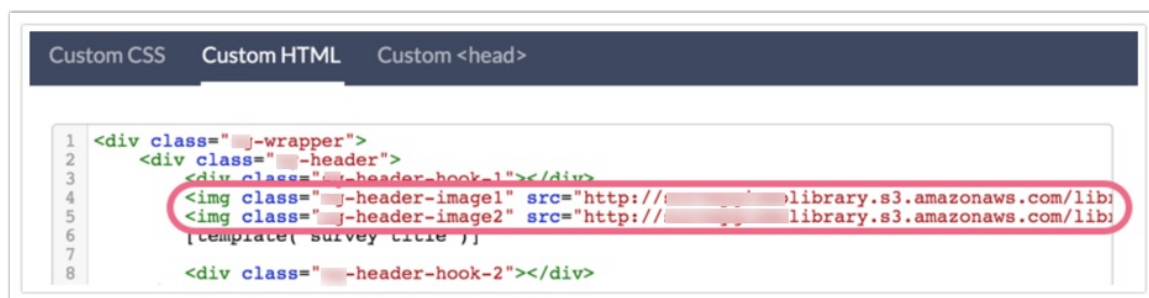 Custom CSS Custom HTML Custom <head>
1 <div class="-wrapper">
2 <div class="-header">
3 <div class="-header-hook-1"></div>
4 <img class="-header-image1" src="http:// library.s3.amazonaws.com/lib
5 <img class="-header-image2" src="http:// library.s3.amazonaws.com/lib
6 [template("survey title")]
7
8 <div class="-header-hook-2"></div>